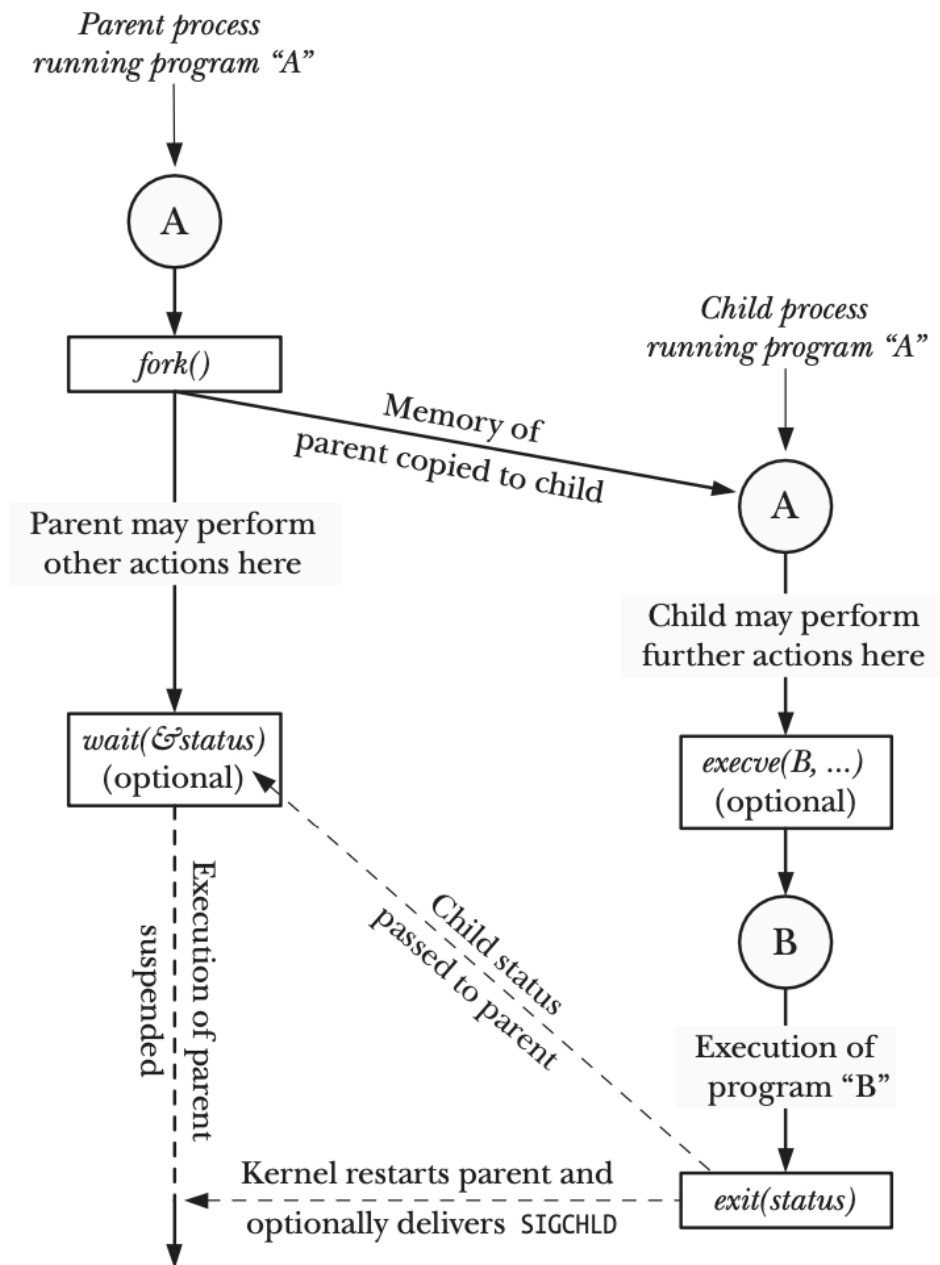 Parent process
running program “A”
A
fork()
Child process
running program “A”
Memory of
parent copied to child
A
Parent may perform
other actions here
Child may perform
further actions here
wait(&status)
(optional)
execve(B, ...)
(optional)
Execution of parent
suspended
Child status
passed to parent
B
Execution of
program “B”
Kernel restarts parent and
optionally delivers SIGCHLD
exit(status)